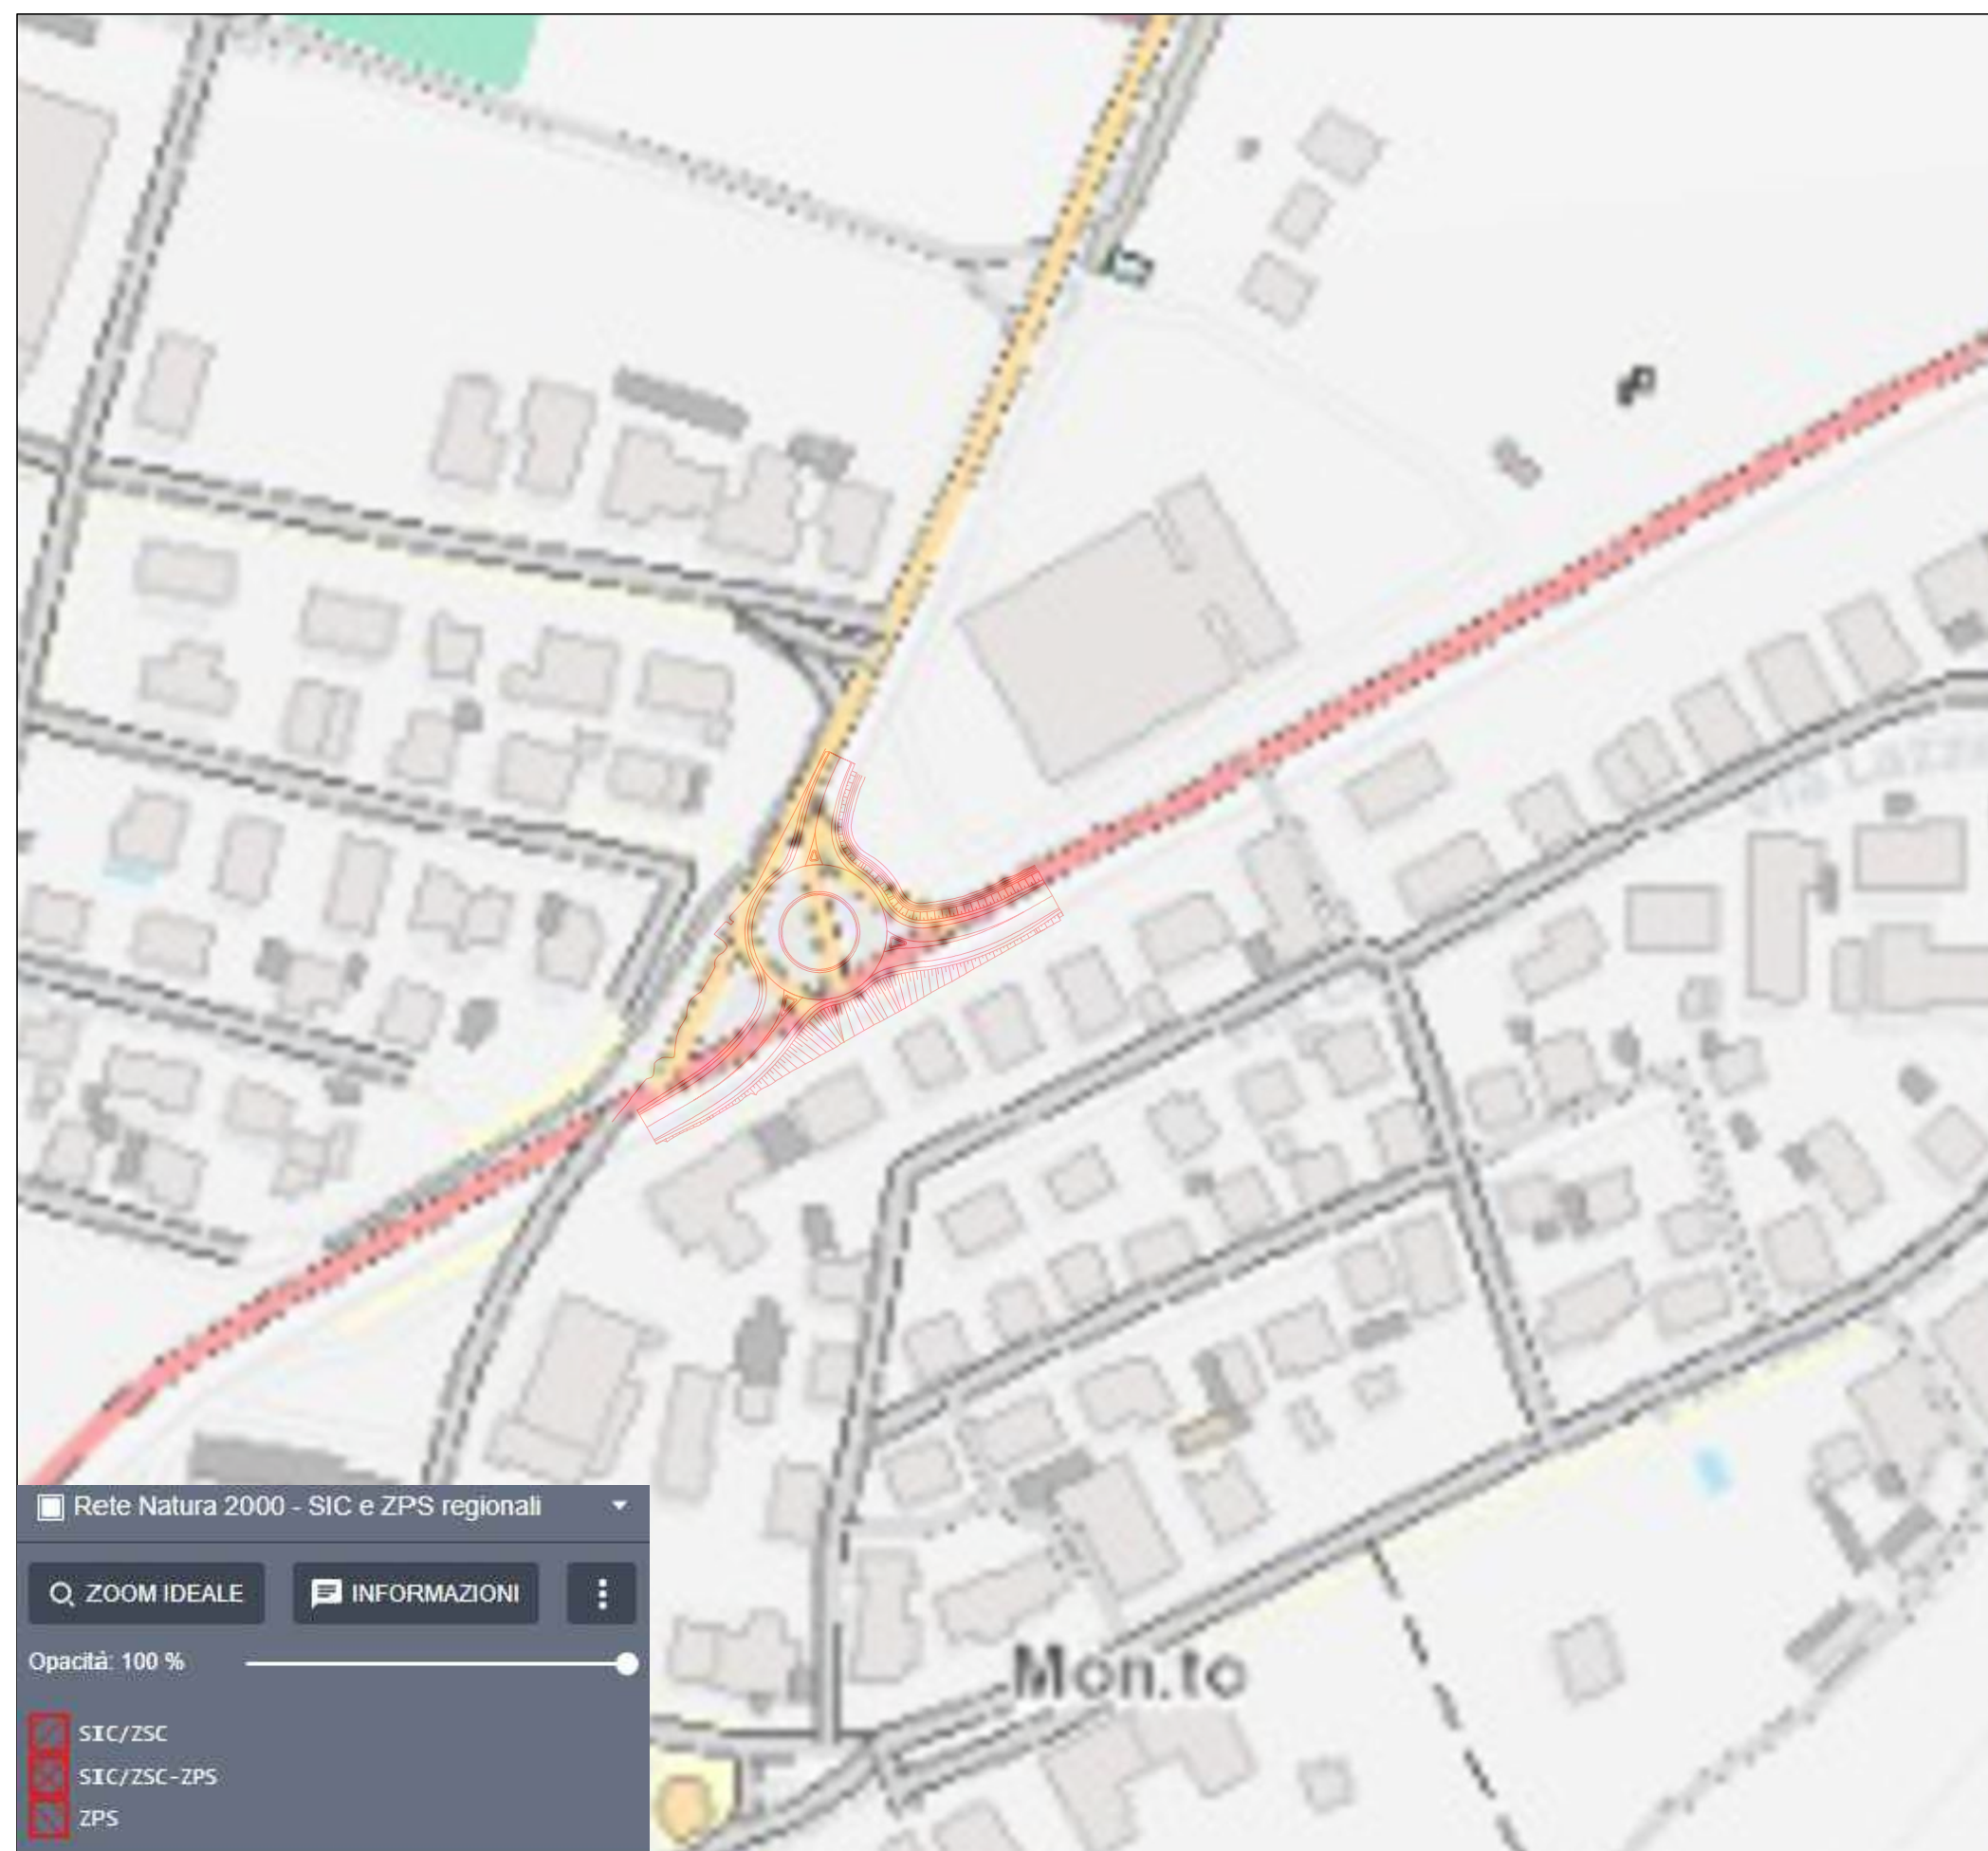 Mon.to
Rete Natura 2000 - SIC e ZPS regionali
ZOOM IDEALE
INFORMAZIONI
Opacità: 100 %
SIC/ZSC
SIC/ZSC-ZPS
ZPS